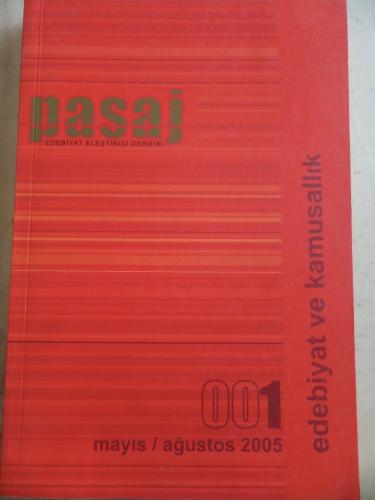 pasaj
EDEBİYAT ELEŞTİRİSİ DERGİSİ
edebiyat ve kamusallık
001
mayıs / ağustos 2005